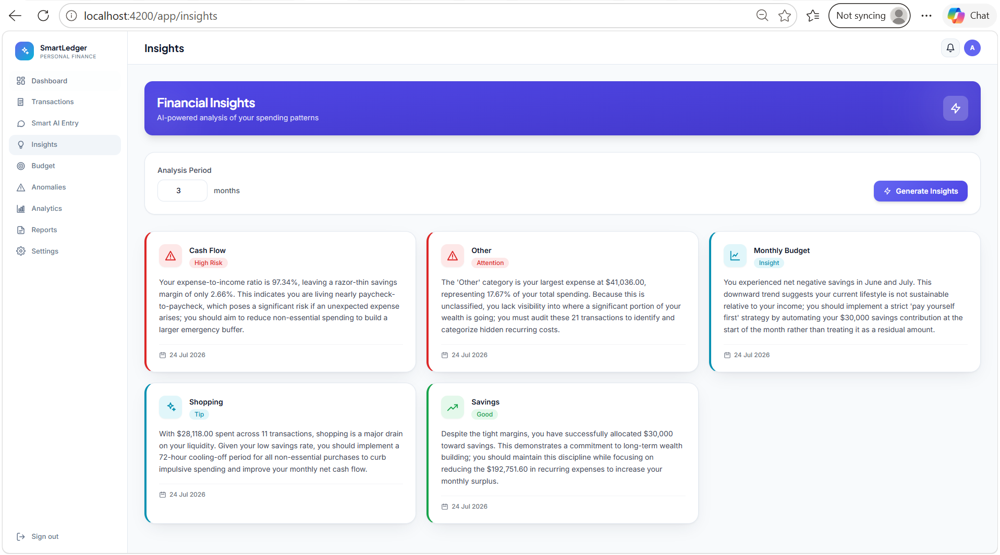 localhost:4200/app/insights
Not syncing
Chat
SmartLedger
PERSONAL FINANCE
Dashboard
Transactions
Smart AI Entry
Insights
Budget
Anomalies
Analytics
Reports
Settings
Sign out
Insights
A
Financial Insights
AI-powered analysis of your spending patterns
Analysis Period
3 months
Generate Insights
Cash Flow
High Risk
Your expense-to-income ratio is 97.34%, leaving a razor-thin savings
margin of only 2.66%. This indicates you are living nearly paycheck-
to-paycheck, which poses a significant risk if an unexpected expense
arises; you should aim to reduce non-essential spending to build a
larger emergency buffer.
24 Jul 2026
Other
Attention
The 'Other' category is your largest expense at $41,036.00,
representing 17.67% of your total spending. Because this is
unclassified, you lack visibility into where a significant portion of your
wealth is going; you must audit these 21 transactions to identify and
categorize hidden recurring costs.
24 Jul 2026
Monthly Budget
Insight
You experienced net negative savings in June and July. This
downward trend suggests your current lifestyle is not sustainable
relative to your income; you should implement a strict 'pay yourself
first' strategy by automating your $30,000 savings contribution at the
start of the month rather than treating it as a residual amount.
24 Jul 2026
Shopping
Tip
With $28,118.00 spent across 11 transactions, shopping is a major drain
on your liquidity. Given your low savings rate, you should implement a
72-hour cooling-off period for all non-essential purchases to curb
impulsive spending and improve your monthly net cash flow.
24 Jul 2026
Savings
Good
Despite the tight margins, you have successfully allocated $30,000
toward savings. This demonstrates a commitment to long-term wealth
building; you should maintain this discipline while focusing on
reducing the $192,751.60 in recurring expenses to increase your
monthly surplus.
24 Jul 2026